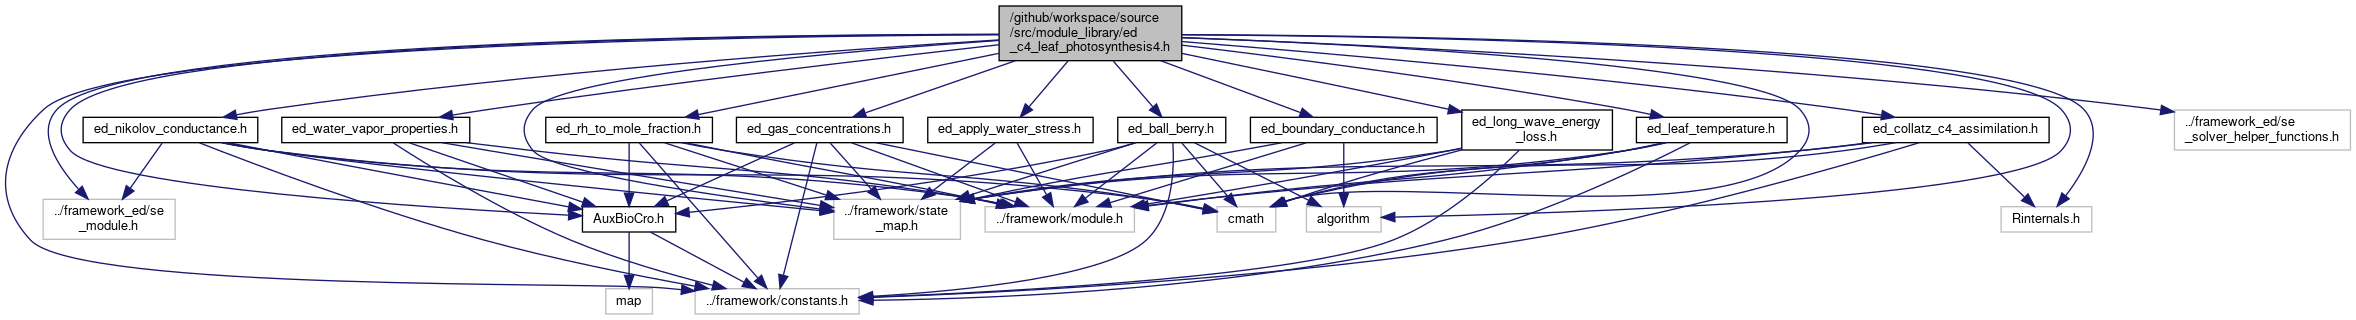 /github/workspace/source
/src/module_library/ed
_c4_leaf_photosynthesis4.h
ed_nikolov_conductance.h
ed_water_vapor_properties.h
ed_rh_to_mole_fraction.h
ed_gas_concentrations.h
ed_apply_water_stress.h
ed_ball_berry.h
ed_boundary_conductance.h
ed_long_wave_energy
_loss.h
ed_leaf_temperature.h
ed_collatz_c4_assimilation.h
../framework_ed/se
_solver_helper_functions.h
../framework_ed/se
_module.h
AuxBioCro.h
../framework/state
_map.h
../framework/module.h
cmath
algorithm
Rinternals.h
map
../framework/constants.h